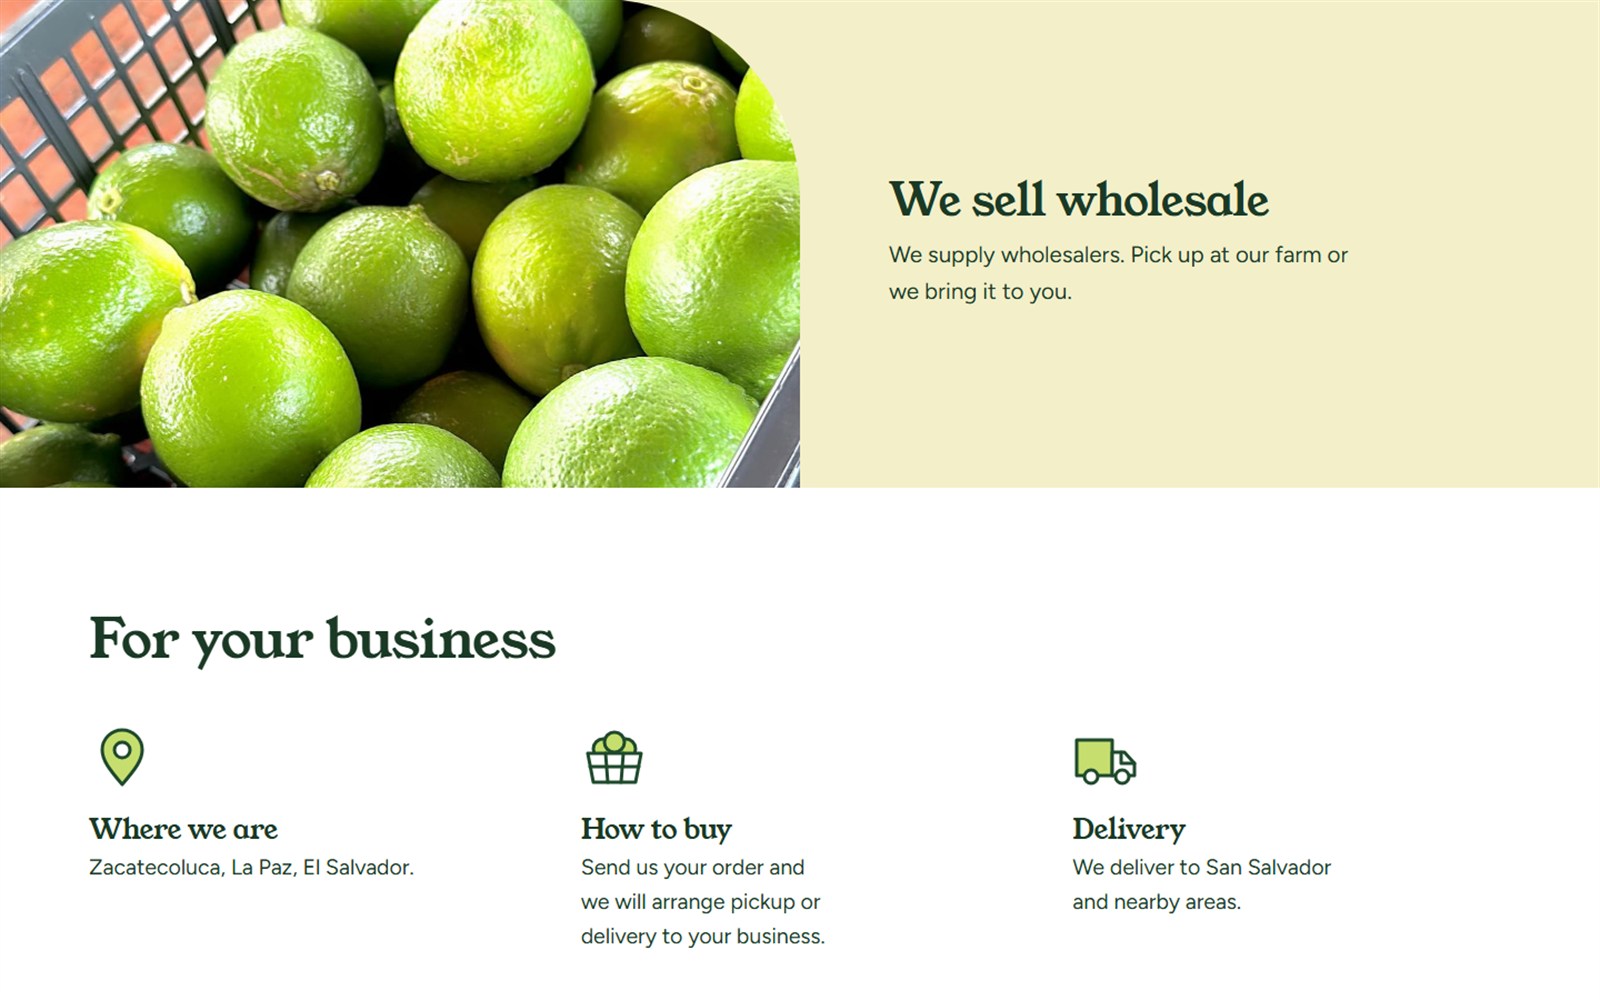 We sell wholesale
We supply wholesalers. Pick up at our farm or
we bring it to you.
For your business
Where we are
Zacatecoluca, La Paz, El Salvador.
How to buy
Send us your order and
we will arrange pickup or
delivery to your business.
Delivery
We deliver to San Salvador
and nearby areas.